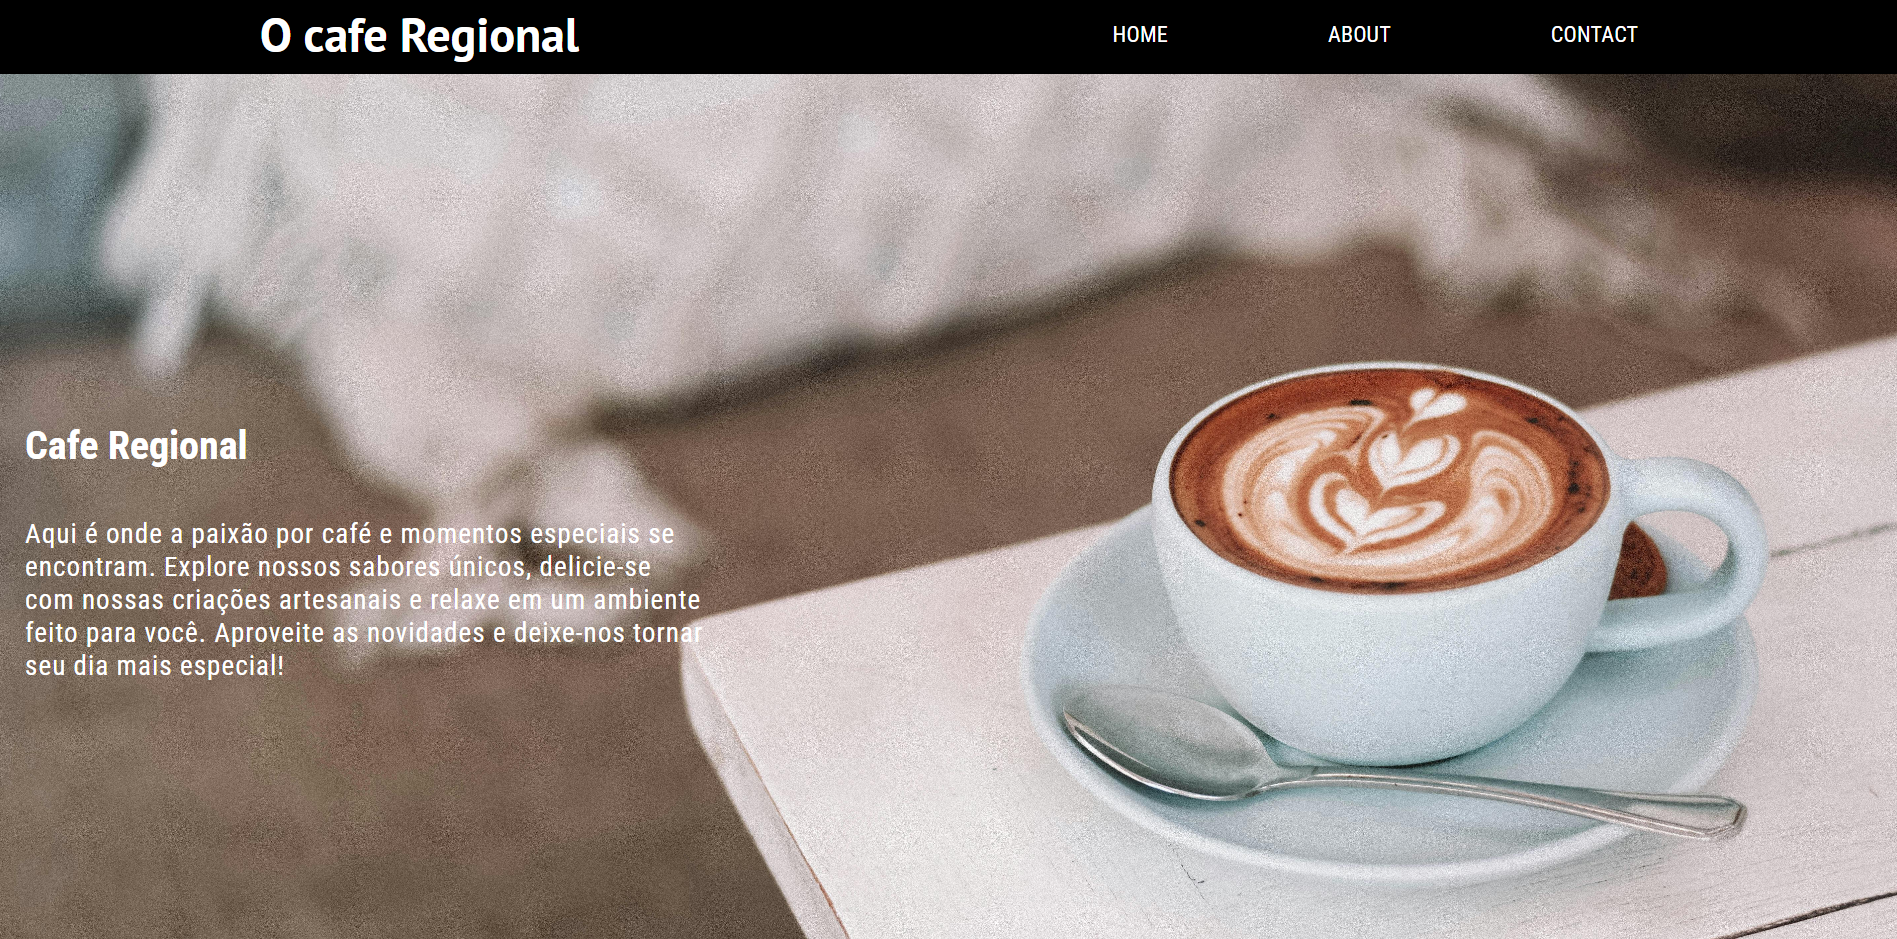 O cafe Regional
HOME ABOUT CONTACT
Cafe Regional
Aqui é onde a paixão por café e momentos especiais se
encontram. Explore nossos sabores únicos, delicie-se
com nossas criações artesanais e relaxe em um ambiente
feito para você. Aproveite as novidades e deixe-nos tornar
seu dia mais especial!